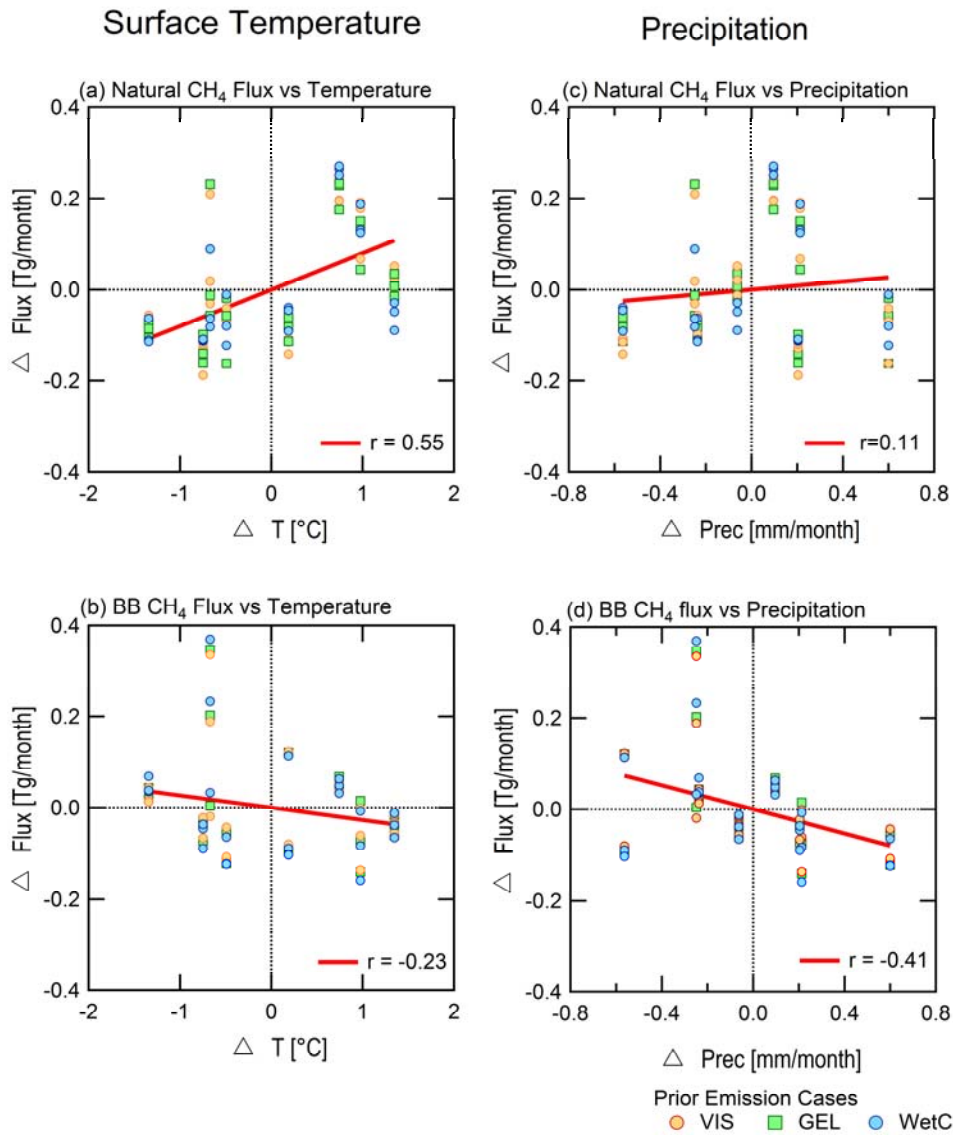 Surface Temperature
Precipitation
(a) Natural CH₄ Flux vs Temperature
0.4
0.2
0.0
-0.2
-0.4
△ Flux [Tg/month]
r = 0.55
-2 -1 0 1 2
△ T [°C]
(c) Natural CH₄ Flux vs Precipitation
0.4
0.2
0.0
-0.2
-0.4
△ Flux [Tg/month]
r=0.11
-0.8 -0.4 0.0 0.4 0.8
△ Prec [mm/month]
(b) BB CH₄ Flux vs Temperature
0.4
0.2
0.0
-0.2
-0.4
△ Flux [Tg/month]
r = -0.23
-2 -1 0 1 2
△ T [°C]
(d) BB CH₄ flux vs Precipitation
0.4
0.2
0.0
-0.2
-0.4
△ Flux [Tg/month]
r = -0.41
-0.8 -0.4 0.0 0.4 0.8
△ Prec [mm/month]
Prior Emission Cases
VIS GEL WetC